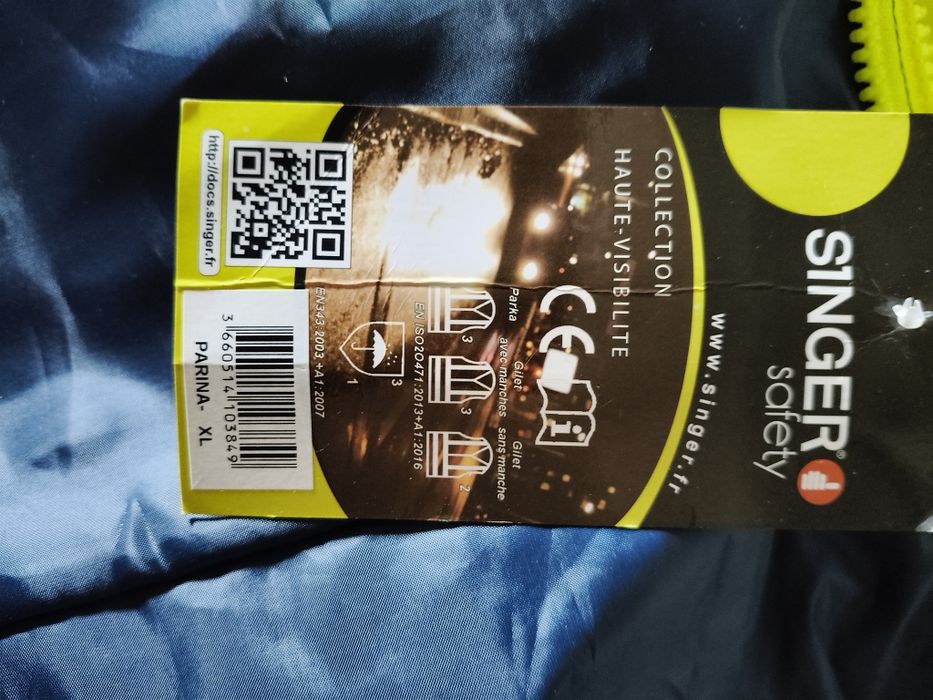 SINGER®
safety
www.singer.fr
COLLECTION
HAUTE-VISIBILITE
CE
i
Parka
Gilet
avec manches
Gilet
sans manche
3
3
2
EN ISO20471:2013+A1:2016
3
1
EN343:2003 +A1:2007
http://docs.singer.fr
3 660514 103849
PARINA- XL